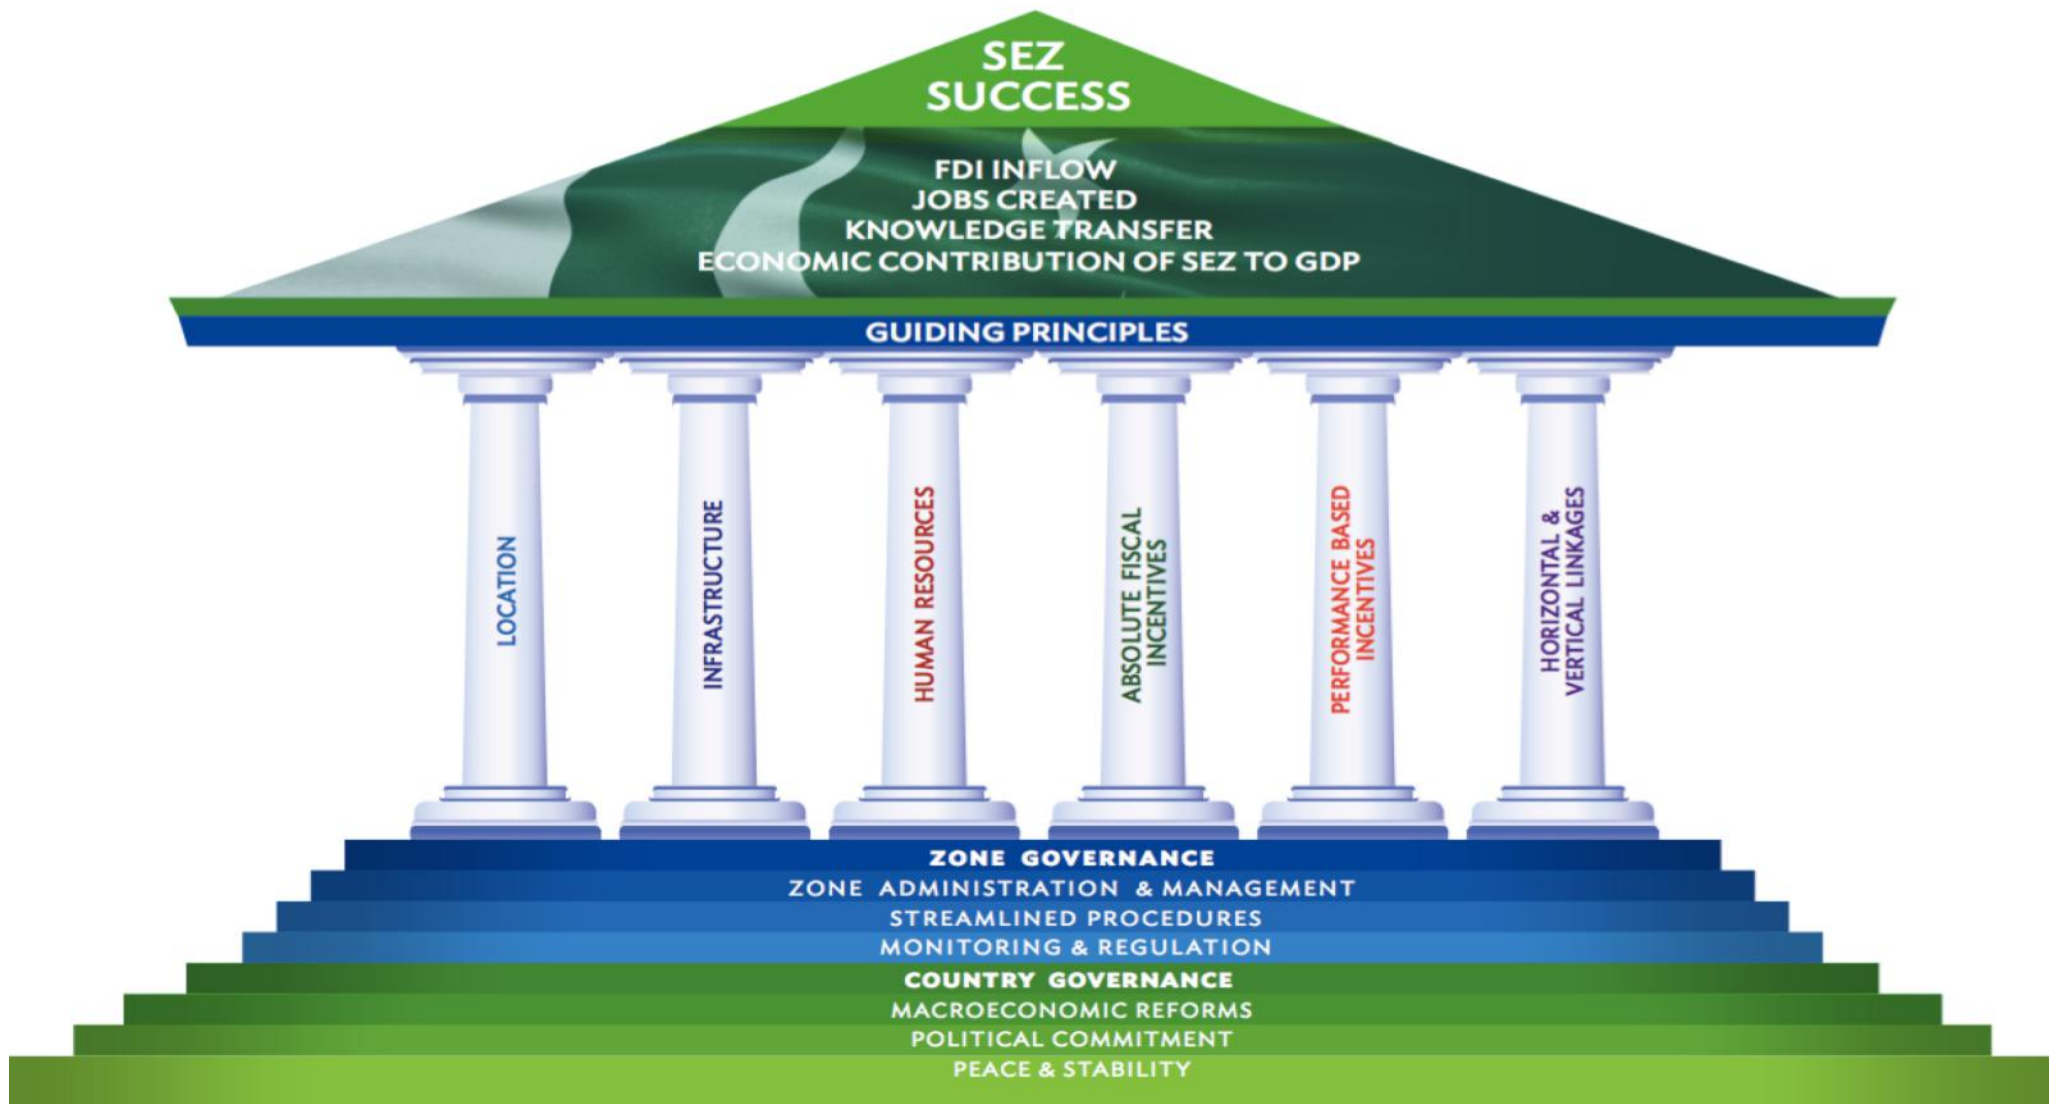 SEZ
SUCCESS
FDI INFLOW
JOBS CREATED
KNOWLEDGE TRANSFER
ECONOMIC CONTRIBUTION OF SEZ TO GDP
GUIDING PRINCIPLES
LOCATION
INFRASTRUCTURE
HUMAN RESOURCES
ABSOLUTE FISCAL
INCENTIVES
PERFORMANCE BASED
INCENTIVES
HORIZONTAL &
VERTICAL LINKAGES
ZONE GOVERNANCE
ZONE ADMINISTRATION & MANAGEMENT
STREAMLINED PROCEDURES
MONITORING & REGULATION
COUNTRY GOVERNANCE
MACROECONOMIC REFORMS
POLITICAL COMMITMENT
PEACE & STABILITY